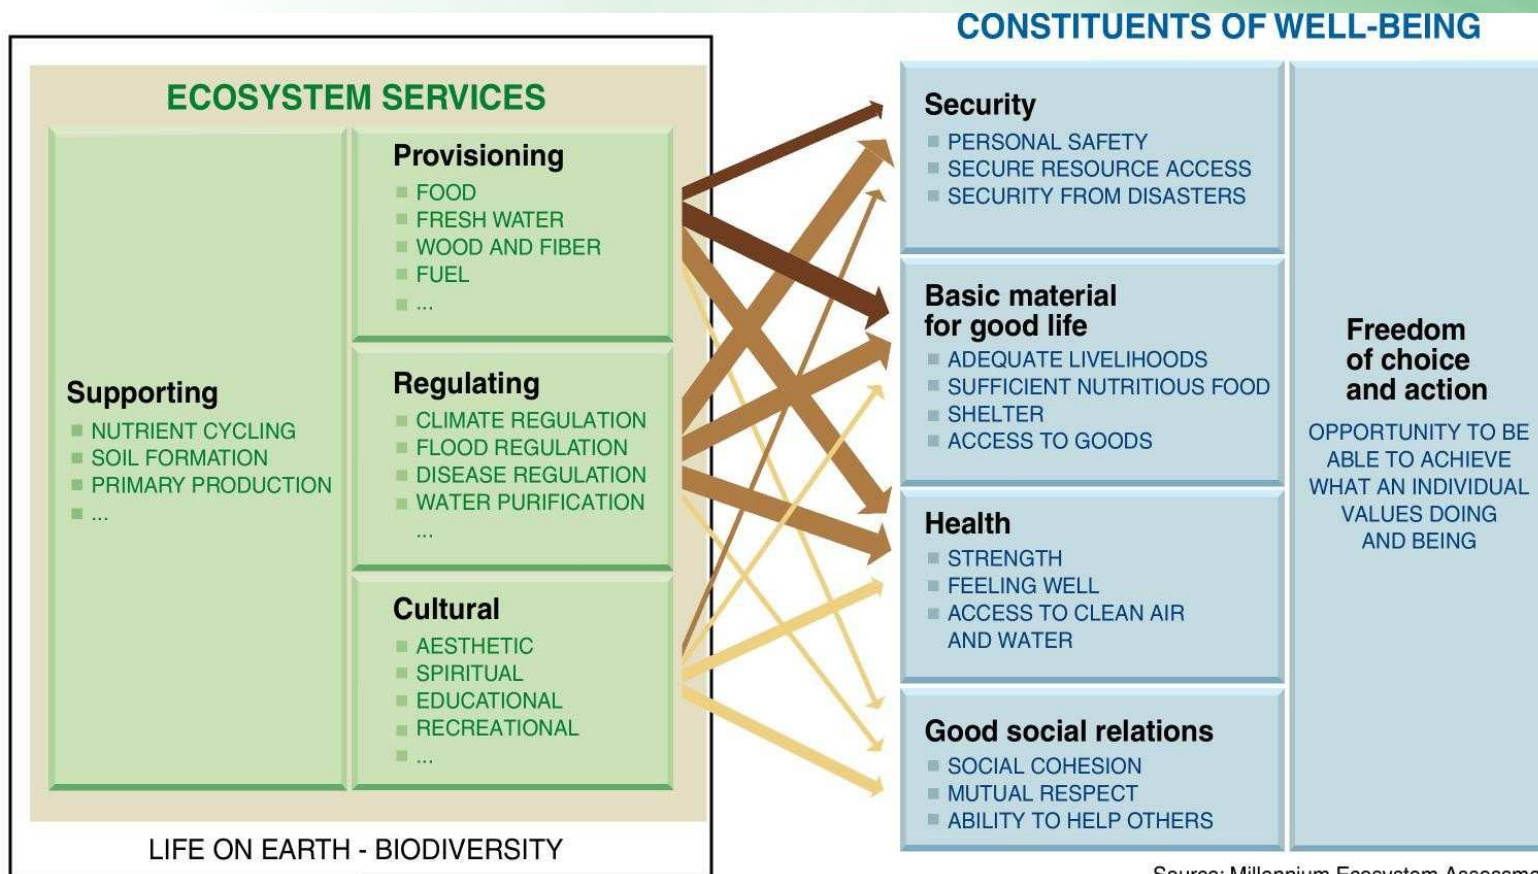 CONSTITUENTS OF WELL-BEING
ECOSYSTEM SERVICES
Supporting
NUTRIENT CYCLING
SOIL FORMATION
PRIMARY PRODUCTION
...
Provisioning
FOOD
FRESH WATER
WOOD AND FIBER
FUEL
...
Regulating
CLIMATE REGULATION
FLOOD REGULATION
DISEASE REGULATION
WATER PURIFICATION
...
Cultural
AESTHETIC
SPIRITUAL
EDUCATIONAL
RECREATIONAL
...
LIFE ON EARTH - BIODIVERSITY
Security
PERSONAL SAFETY
SECURE RESOURCE ACCESS
SECURITY FROM DISASTERS
Basic material
for good life
ADEQUATE LIVELIHOODS
SUFFICIENT NUTRITIOUS FOOD
SHELTER
ACCESS TO GOODS
Health
STRENGTH
FEELING WELL
ACCESS TO CLEAN AIR
AND WATER
Good social relations
SOCIAL COHESION
MUTUAL RESPECT
ABILITY TO HELP OTHERS
Freedom
of choice
and action
OPPORTUNITY TO BE
ABLE TO ACHIEVE
WHAT AN INDIVIDUAL
VALUES DOING
AND BEING
Source: Millennium Ecosystem